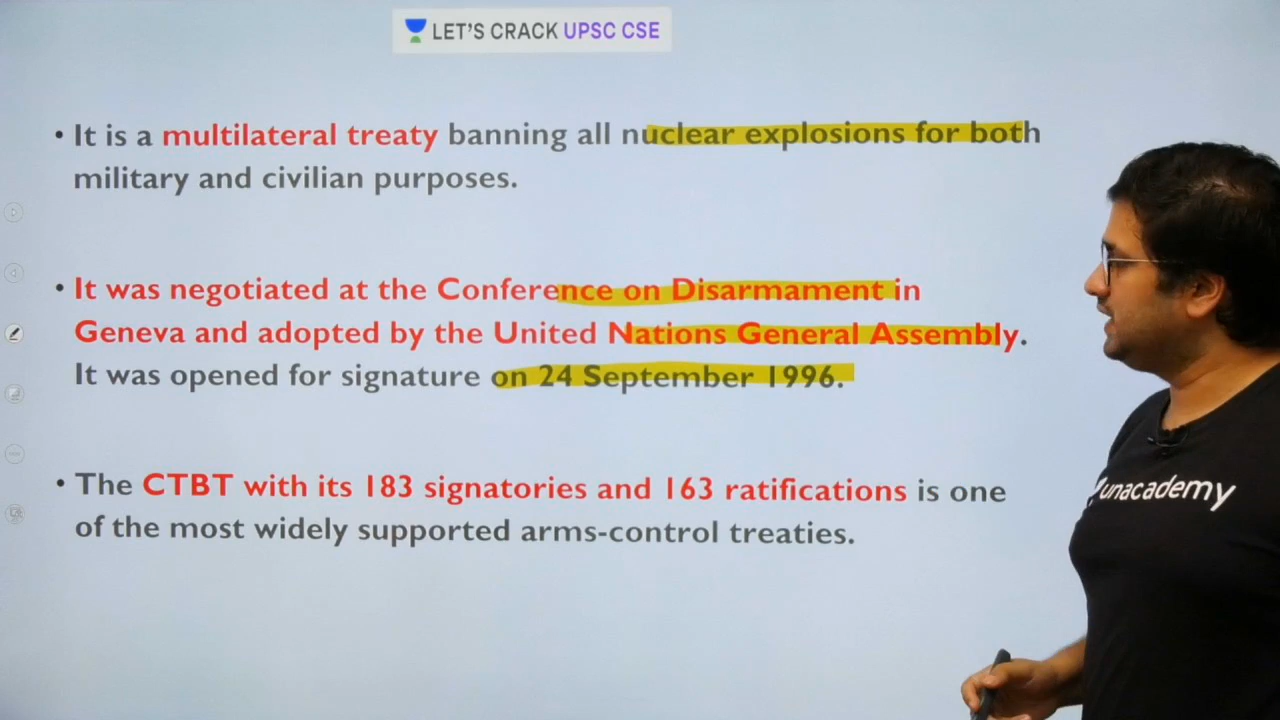 LET'S CRACK UPSC CSE
• It is a multilateral treaty banning all nuclear explosions for both
military and civilian purposes.
• It was negotiated at the Conference on Disarmament in
Geneva and adopted by the United Nations General Assembly.
It was opened for signature on 24 September 1996.
• The CTBT with its 183 signatories and 163 ratifications is one
of the most widely supported arms-control treaties.
unacademy